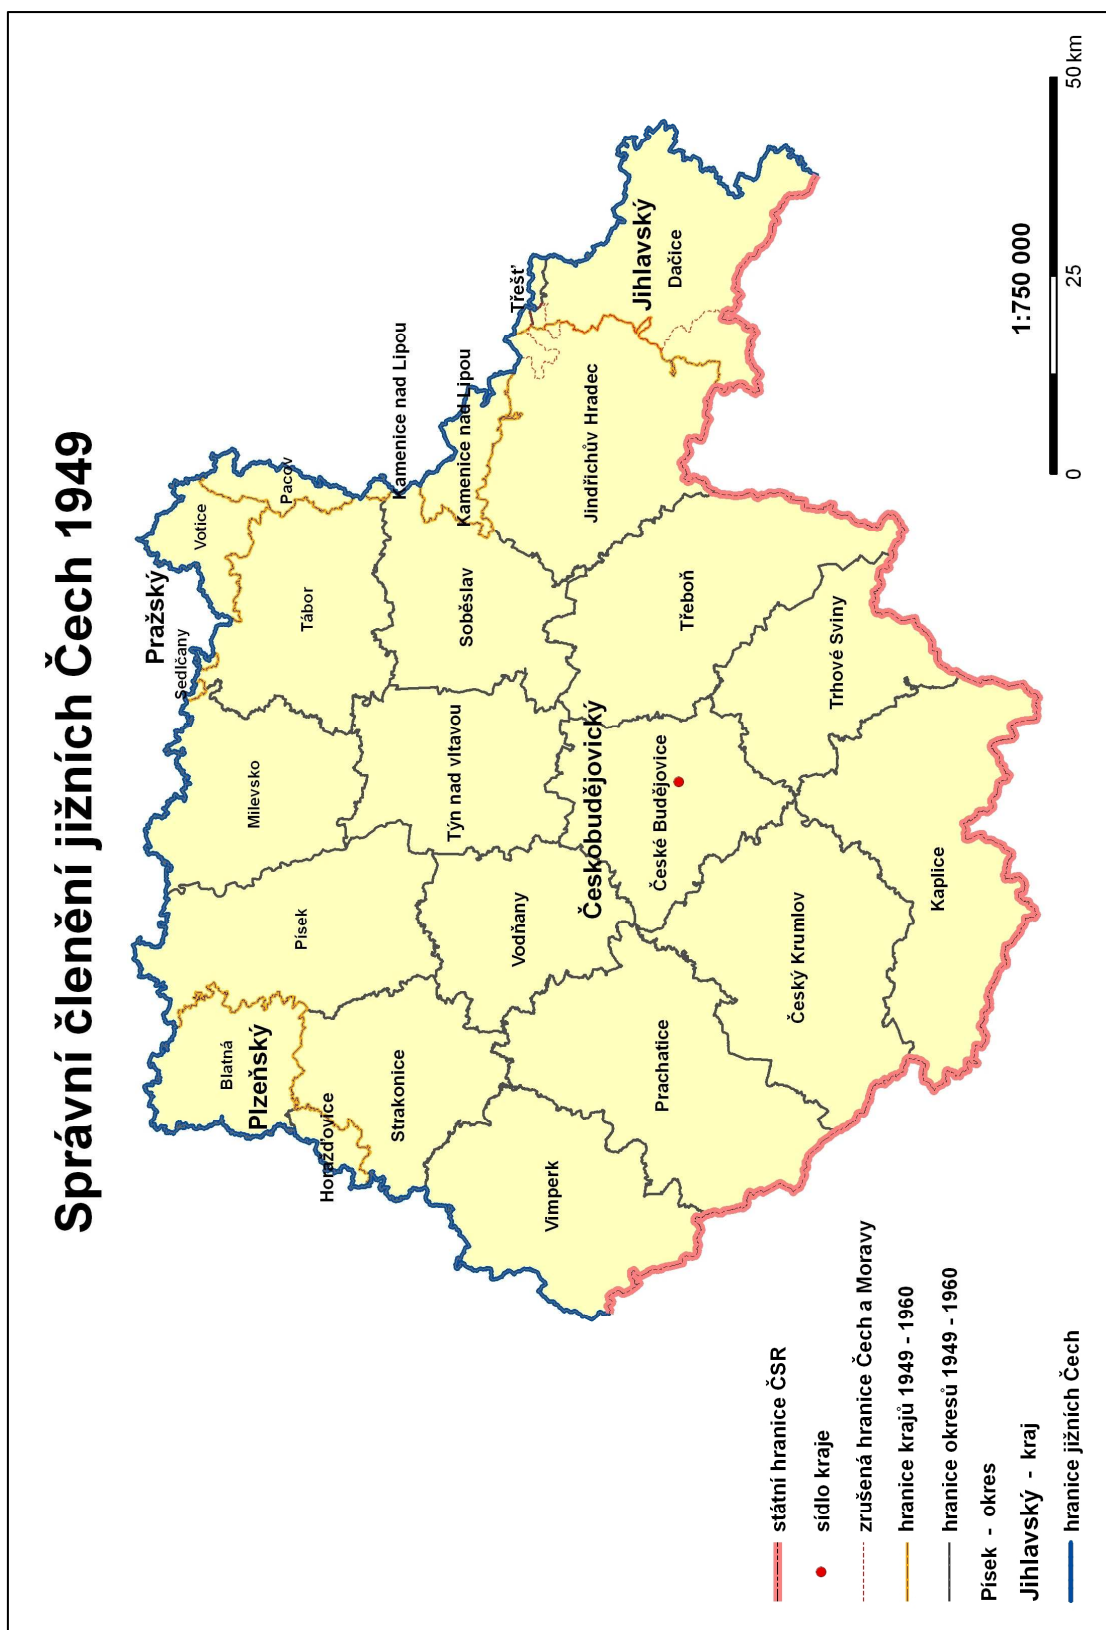 Správní členění jižních Čech 1949
Pražský
Sedlčany
Votice
Pacov
Blatná
Plzeňský
Milevsko
Písek
Tábor
Horažďovice
Kamenice nad Lipou
Strakonice
Týn nad vltavou
Soběslav
Kamenice nad Lipou
Třešť
Vodňany
Vimperk
Českobudějovický
Jindřichův Hradec
Jihlavský
Dačice
Prachatice
České Budějovice
Třeboň
Český Krumlov
Trhové Sviny
Kaplice
státní hranice ČSR
sídlo kraje
zrušená hranice Čech a Moravy
hranice krajů 1949 - 1960
hranice okresů 1949 - 1960
Písek - okres
Jihlavský - kraj
hranice jižních Čech
1:750 000
0 25 50 km